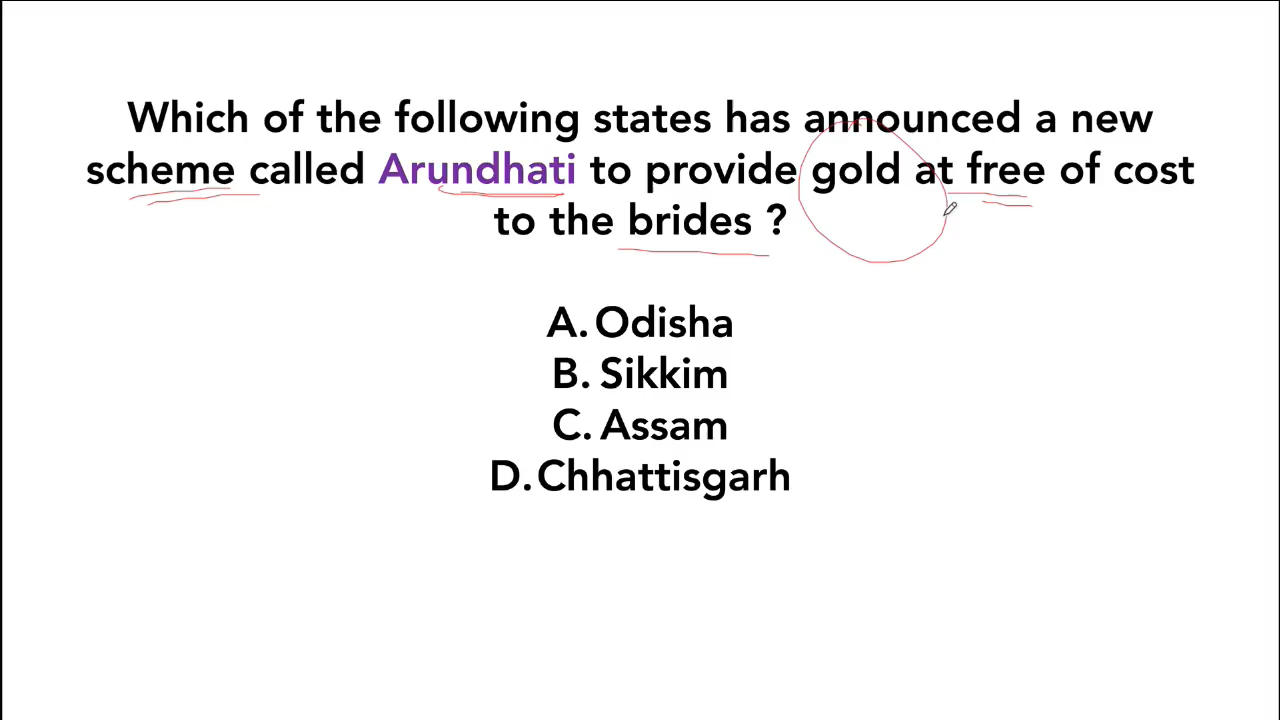 Which of the following states has announced a new
scheme called Arundhati to provide gold at free of cost
to the brides ?
A. Odisha
B. Sikkim
C. Assam
D. Chhattisgarh